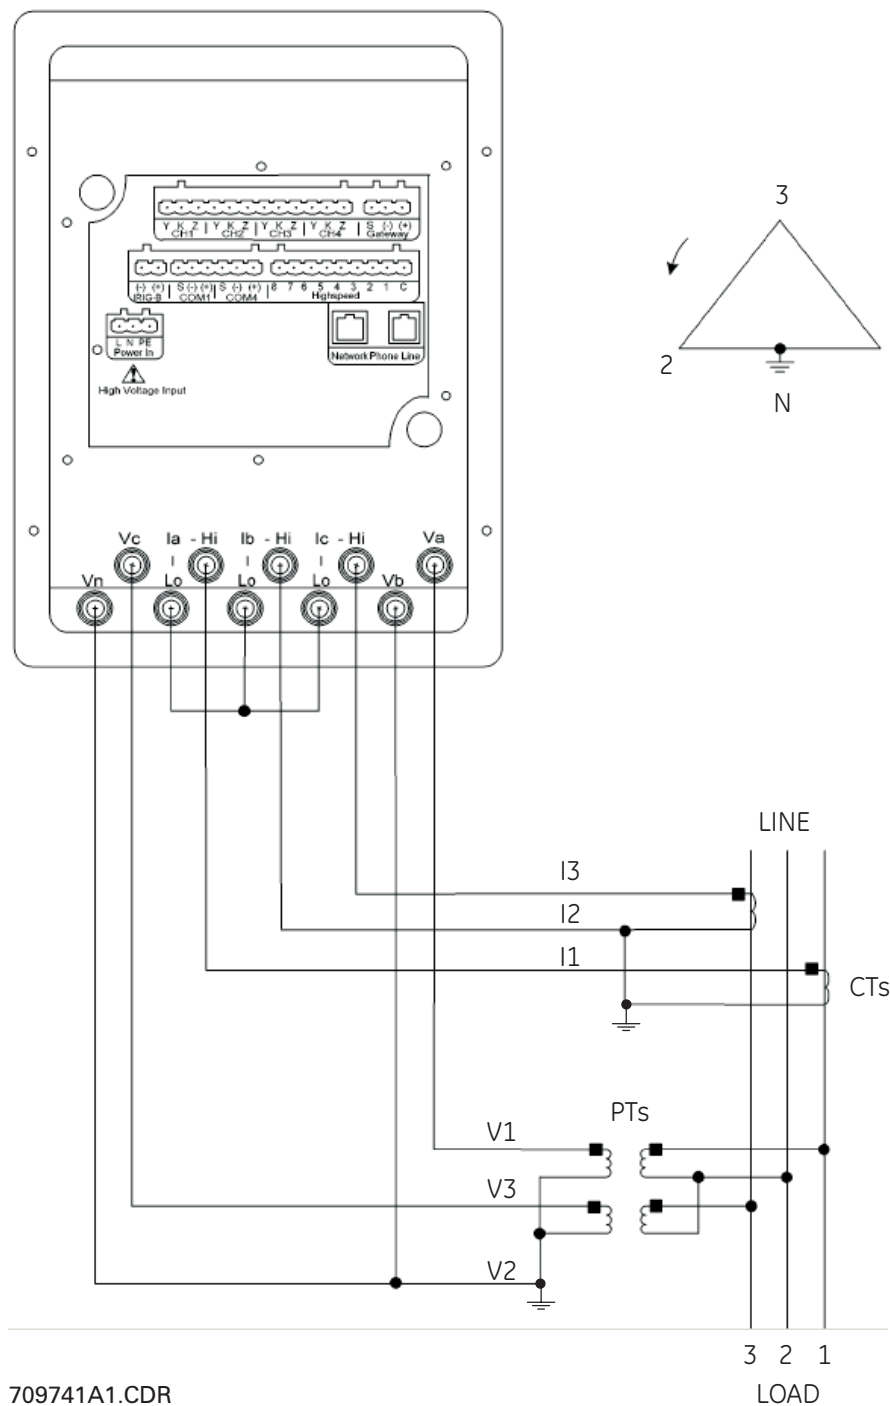 Y K Z | Y K Z | Y K Z | Y K Z | S (-) (+)
CH1 CH2 CH3 CH4 Gateway
(-) (+) | S (-) (+) | S (-) (+) | 8 7 6 5 4 3 2 1 C
IRIG-B COM1 COM4 Highspeed
L N PE
Power In
Network Phone Line
High Voltage Input
3
2
N
Vc Ia - Hi Ib - Hi Ic - Hi Va
Vn Lo Lo Lo Vb
LINE
I3
I2
I1
CTs
PTs
V1
V3
V2
3 2 1
LOAD
709741A1.CDR